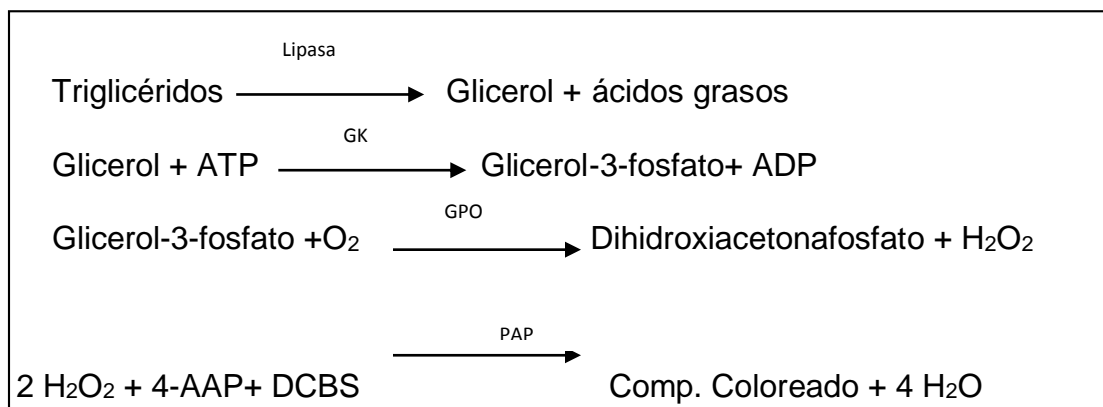 Lipasa
Triglicéridos Glicerol + ácidos grasos
GK
Glicerol + ATP Glicerol-3-fosfato+ ADP
GPO
Glicerol-3-fosfato +O₂ Dihidroxiacetonafosfato + H₂O₂
PAP
2 H₂O₂ + 4-AAP+ DCBS Comp. Coloreado + 4 H₂O